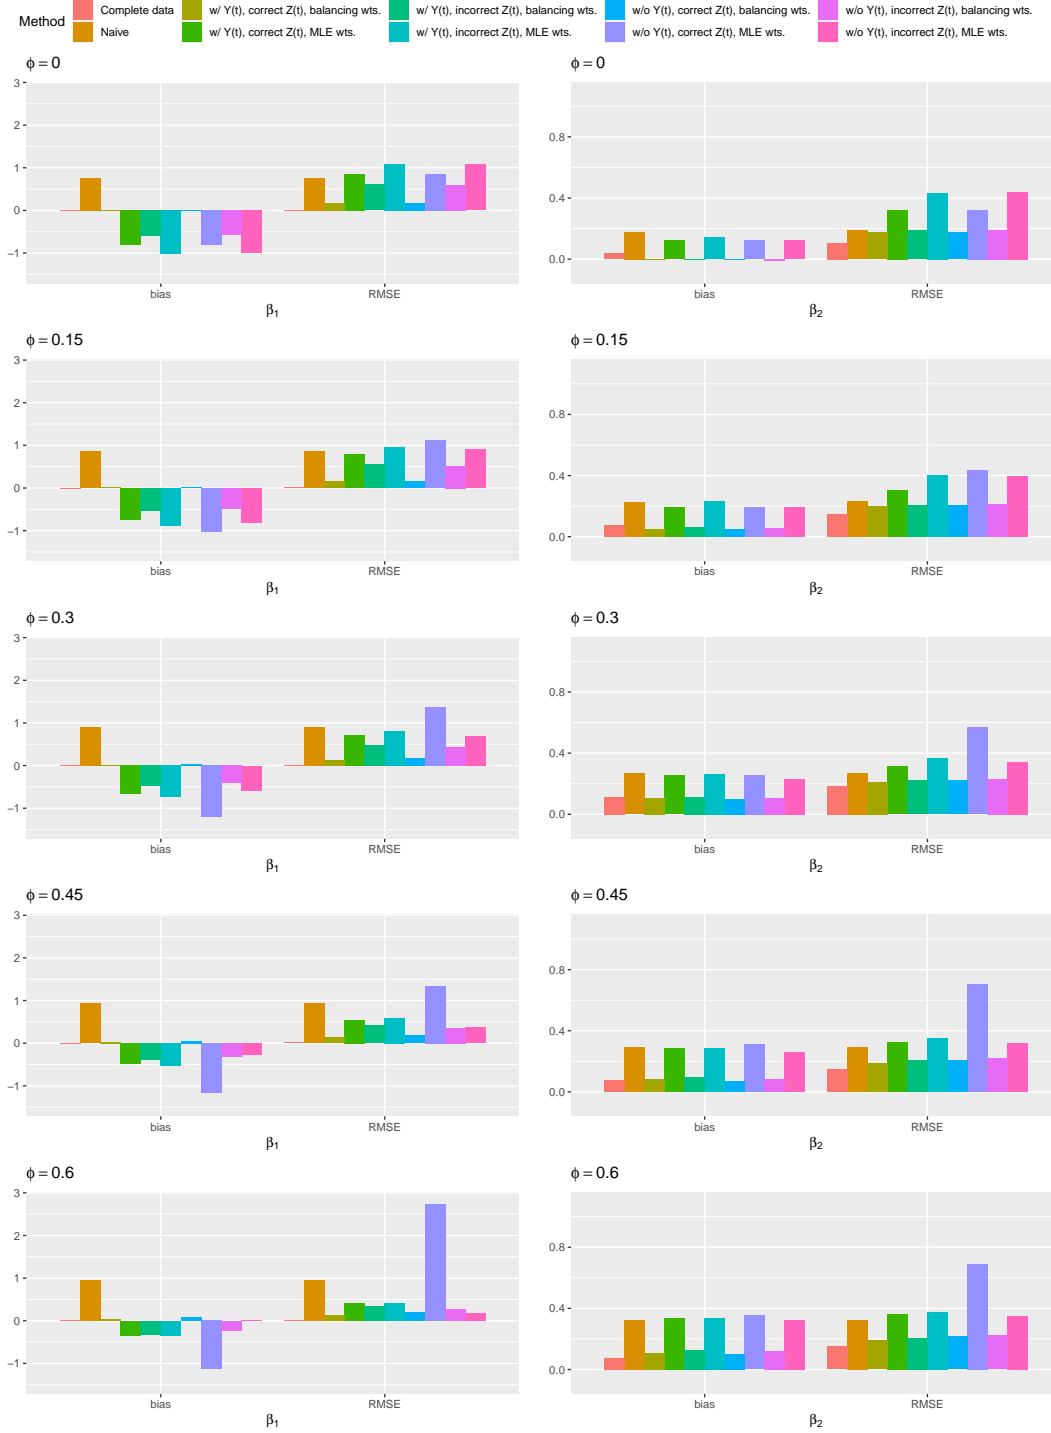 Method
Complete data
w/ Y(t), correct Z(t), balancing wts.
w/ Y(t), incorrect Z(t), balancing wts.
w/o Y(t), correct Z(t), balancing wts.
w/o Y(t), incorrect Z(t), balancing wts.
Naive
w/ Y(t), correct Z(t), MLE wts.
w/ Y(t), incorrect Z(t), MLE wts.
w/o Y(t), correct Z(t), MLE wts.
w/o Y(t), incorrect Z(t), MLE wts.
ϕ = 0
3
2
1
0
−1
bias
RMSE
β1
ϕ = 0
0.8
0.4
0.0
bias
RMSE
β2
ϕ = 0.15
3
2
1
0
−1
bias
RMSE
β1
ϕ = 0.15
0.8
0.4
0.0
bias
RMSE
β2
ϕ = 0.3
3
2
1
0
−1
bias
RMSE
β1
ϕ = 0.3
0.8
0.4
0.0
bias
RMSE
β2
ϕ = 0.45
3
2
1
0
−1
bias
RMSE
β1
ϕ = 0.45
0.8
0.4
0.0
bias
RMSE
β2
ϕ = 0.6
3
2
1
0
−1
bias
RMSE
β1
ϕ = 0.6
0.8
0.4
0.0
bias
RMSE
β2